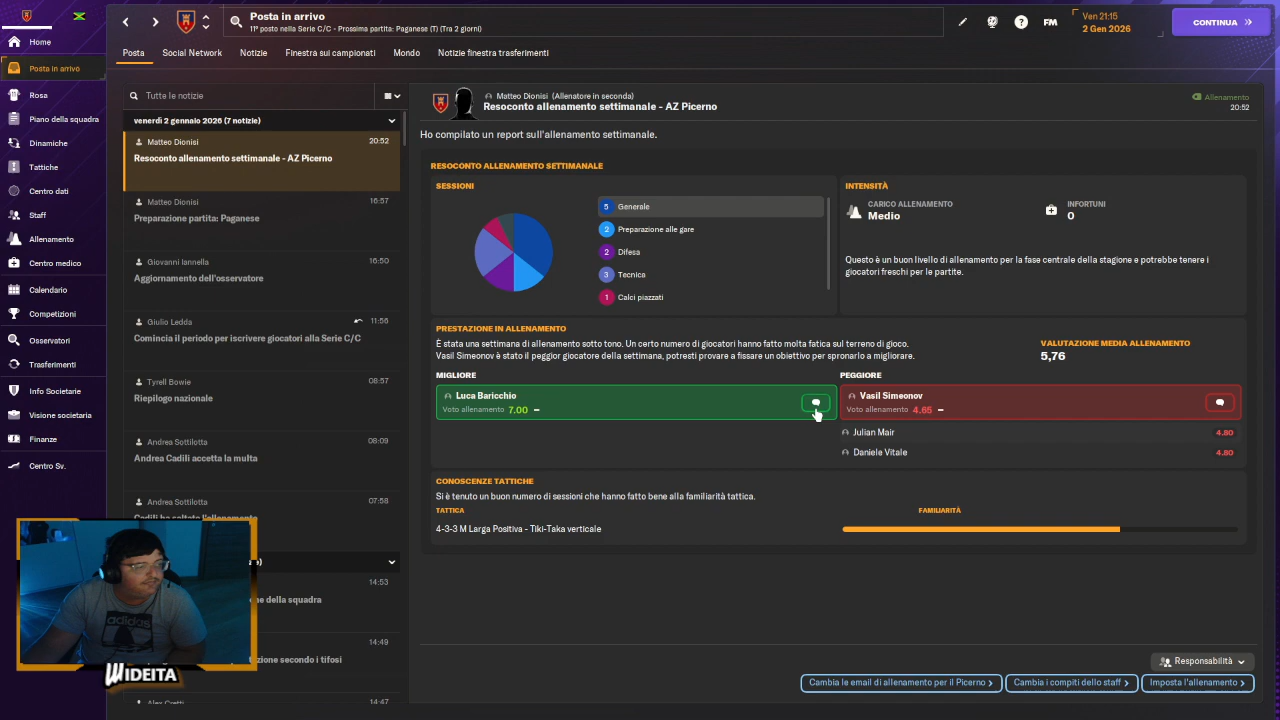 Posta in arrivo
11° posto nella Serie C/C - Prossima partita: Paganese (T) (Tra 2 giorni)
FM
Ven 21:15
2 Gen 2026
CONTINUA
Home
Posta in arrivo
Rosa
Piano della squadra
Dinamiche
Tattiche
Centro dati
Staff
Allenamento
Centro medico
Calendario
Competizioni
Osservatori
Trasferimenti
Info Societarie
Visione societaria
Finanze
Centro Sv.
Posta
Social Network
Notizie
Finestra sui campionati
Mondo
Notizie finestra trasferimenti
Tutte le notizie
venerdì 2 gennaio 2026 (7 notizie)
Matteo Dionisi
20:52
Resoconto allenamento settimanale - AZ Picerno
Matteo Dionisi
16:57
Preparazione partita: Paganese
Giovanni Iannella
16:50
Aggiornamento dell'osservatore
Giulio Ledda
11:56
Comincia il periodo per iscrivere giocatori alla Serie C/C
Tyrell Bowie
08:57
Riepilogo nazionale
Andrea Sottilotta
08:09
Andrea Cadili accetta la multa
Andrea Sottilotta
07:58
Cadili ha saltato l'allenamento
14:53
ne della squadra
14:49
zione secondo i tifosi
14:47
adidas
WIDEITA
Matteo Dionisi (Allenatore in seconda)
Resoconto allenamento settimanale - AZ Picerno
Allenamento
20:52
Ho compilato un report sull'allenamento settimanale.
RESOCONTO ALLENAMENTO SETTIMANALE
SESSIONI
5 Generale
2 Preparazione alle gare
2 Difesa
3 Tecnica
1 Calci piazzati
INTENSITÀ
CARICO ALLENAMENTO
Medio
INFORTUNI
0
Questo è un buon livello di allenamento per la fase centrale della stagione e potrebbe tenere i
giocatori freschi per le partite.
PRESTAZIONE IN ALLENAMENTO
È stata una settimana di allenamento sotto tono. Un certo numero di giocatori hanno fatto molta fatica sul terreno di gioco.
Vasil Simeonov è stato il peggior giocatore della settimana, potresti provare a fissare un obiettivo per spronarlo a migliorare.
VALUTAZIONE MEDIA ALLENAMENTO
5,76
MIGLIORE
Luca Baricchio
Voto allenamento 7.00 –
PEGGIORE
Vasil Simeonov
Voto allenamento 4.65 –
Julian Mair
4.80
Daniele Vitale
4.80
CONOSCENZE TATTICHE
Si è tenuto un buon numero di sessioni che hanno fatto bene alla familiarità tattica.
TATTICA
FAMILIARITÀ
4-3-3 M Larga Positiva - Tiki-Taka verticale
Responsabilità
Cambia le email di allenamento per il Picerno
Cambia i compiti dello staff
Imposta l'allenamento